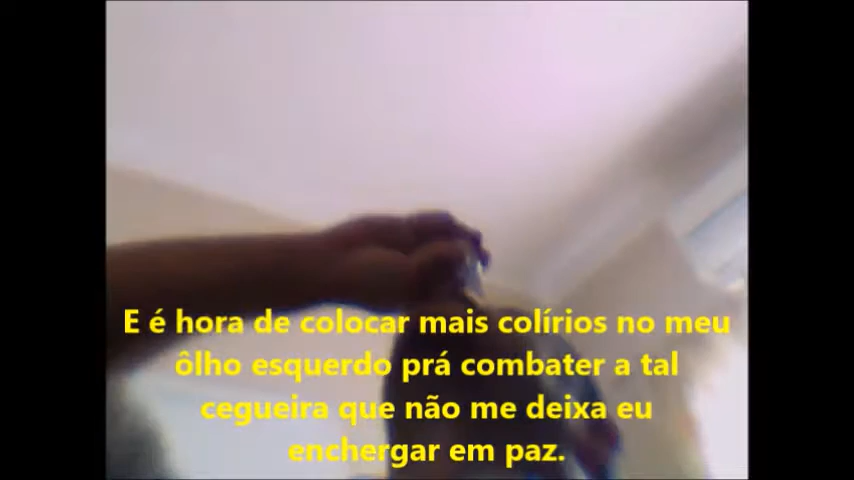 E é hora de colocar mais colírios no meu
ôlho esquerdo prá combater a tal
cegueira que não me deixa eu
enchergar em paz.